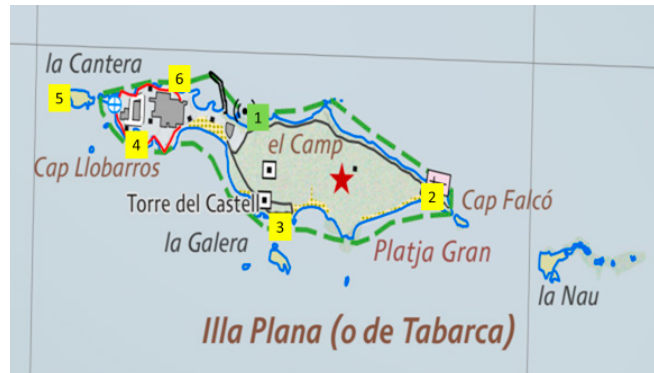 la Cantera
6
5
1
4
el Camp
Cap Llobarros
2
Torre del Castell
Cap Falcó
3
la Galera
Platja Gran
la Nau
Illa Plana (o de Tabarca)